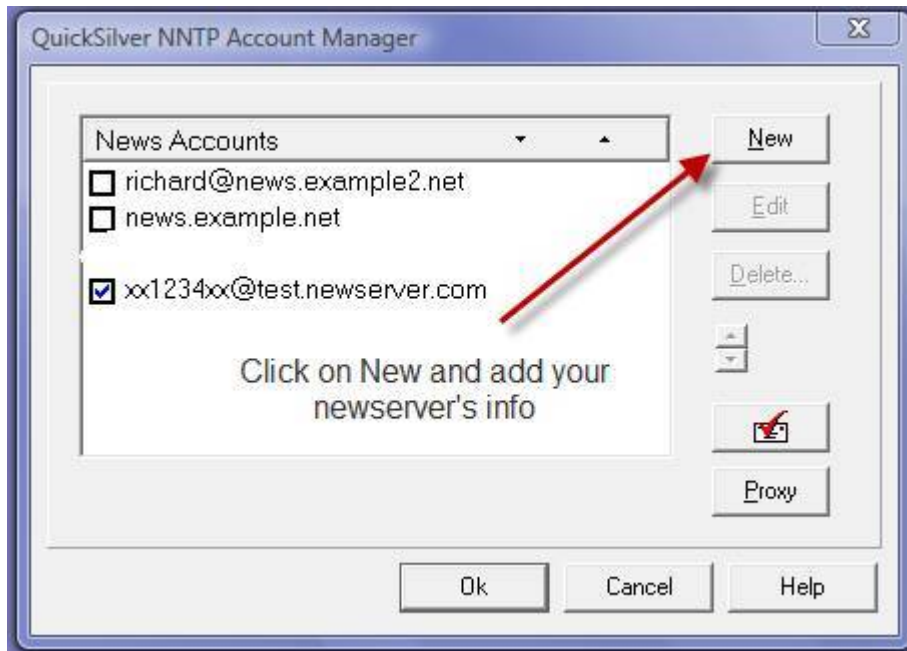 QuickSilver NNTP Account Manager
News Accounts
New
richard@news.example2.net
news.example.net
Edit
xx1234xx@test.newserver.com
Delete...
Click on New and add your
newserver's info
Proxy
Ok
Cancel
Help